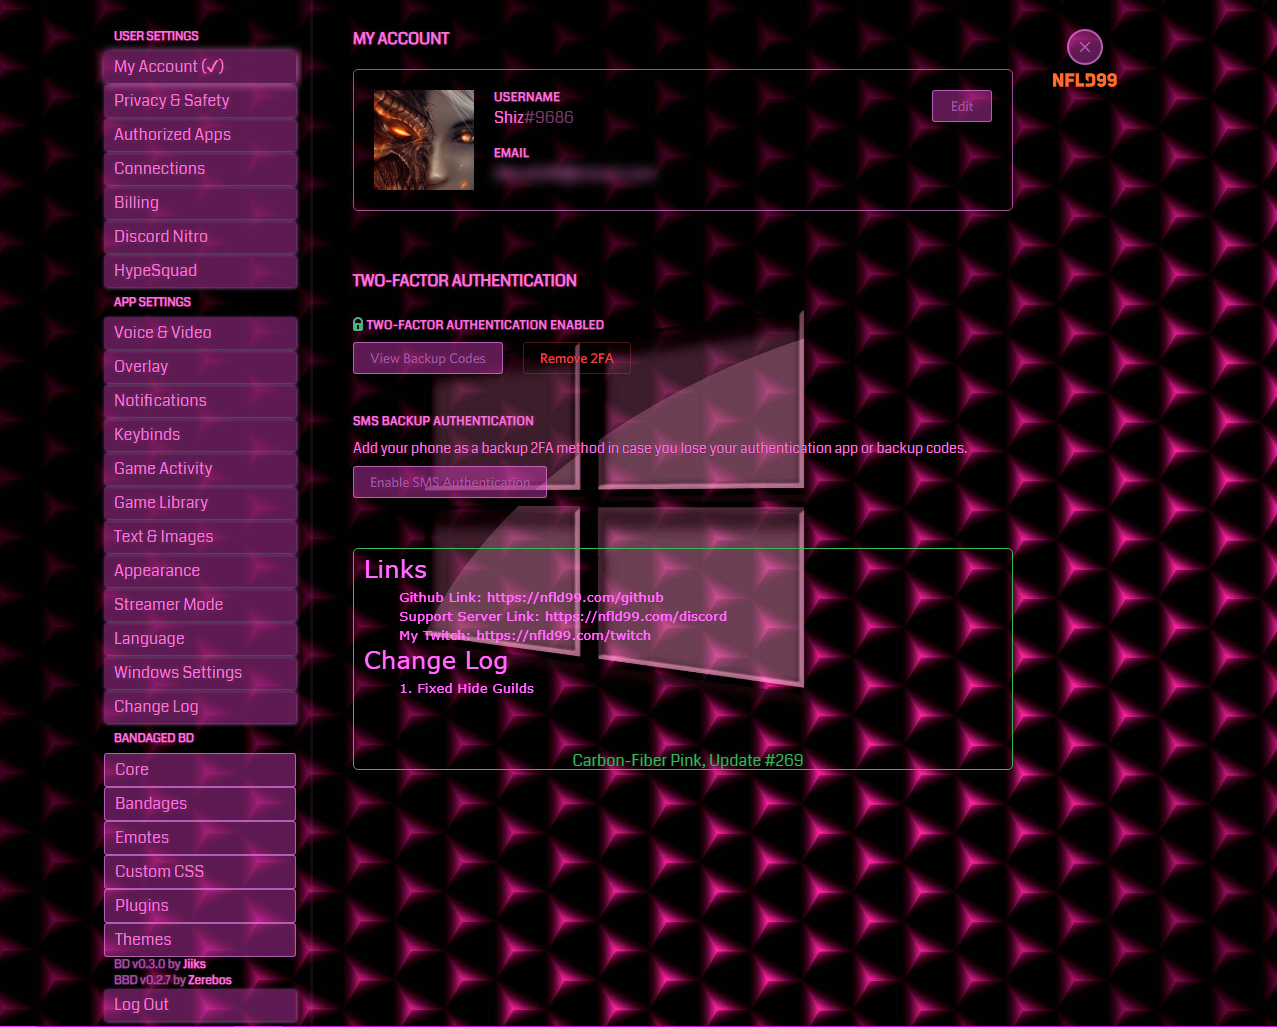 USER SETTINGS
My Account (✓)
Privacy & Safety
Authorized Apps
Connections
Billing
Discord Nitro
HypeSquad
APP SETTINGS
Voice & Video
Overlay
Notifications
Keybinds
Game Activity
Game Library
Text & Images
Appearance
Streamer Mode
Language
Windows Settings
Change Log
BANDAGED BD
Core
Bandages
Emotes
Custom CSS
Plugins
Themes
BD v0.3.0 by Jiiks
BBD v0.2.7 by Zerebos
Log Out
MY ACCOUNT
USERNAME
Shiz#9686
EMAIL
Edit
NFLD99
TWO-FACTOR AUTHENTICATION
TWO-FACTOR AUTHENTICATION ENABLED
View Backup Codes
Remove 2FA
SMS BACKUP AUTHENTICATION
Add your phone as a backup 2FA method in case you lose your authentication app or backup codes.
Enable SMS Authentication
Links
Github Link: https://nfld99.com/github
Support Server Link: https://nfld99.com/discord
My Twitch: https://nfld99.com/twitch
Change Log
1. Fixed Hide Guilds
Carbon-Fiber Pink, Update #269